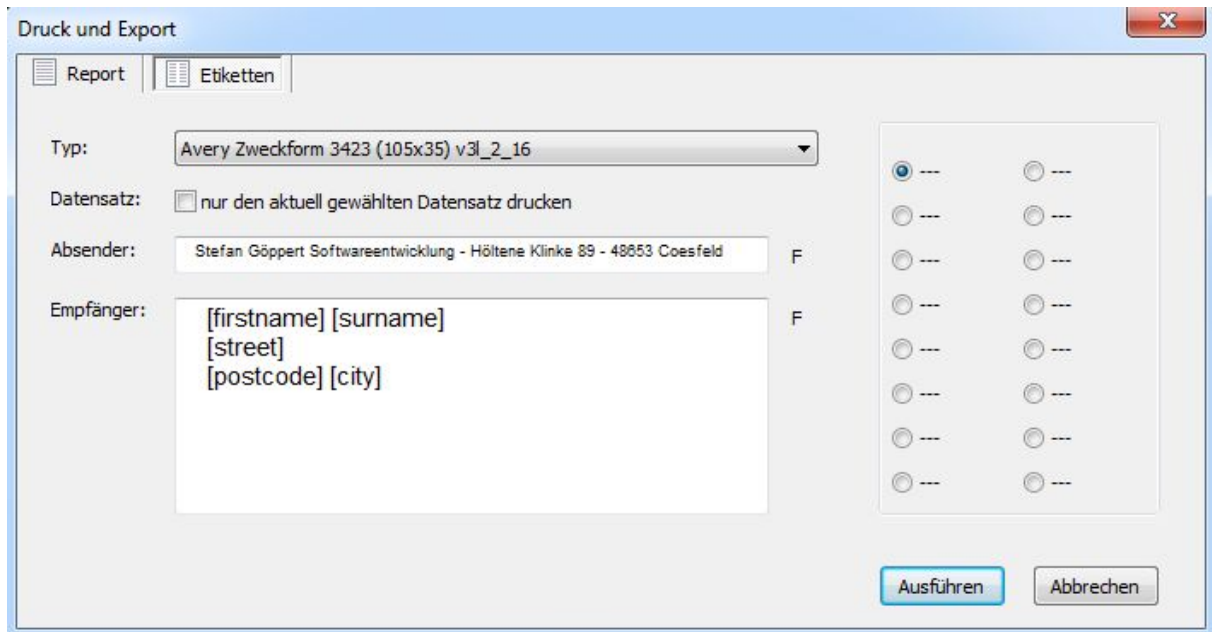 Druck und Export
Report Etiketten
Typ: Avery Zweckform 3423 (105x35) v3l_2_16
Datensatz: nur den aktuell gewählten Datensatz drucken
Absender: Stefan Göppert Softwareentwicklung - Höltene Klinke 89 - 48653 Coesfeld F
Empfänger: [firstname] [surname] F
[street]
[postcode] [city]
--- ---
--- ---
--- ---
--- ---
--- ---
--- ---
--- ---
--- ---
Ausführen Abbrechen